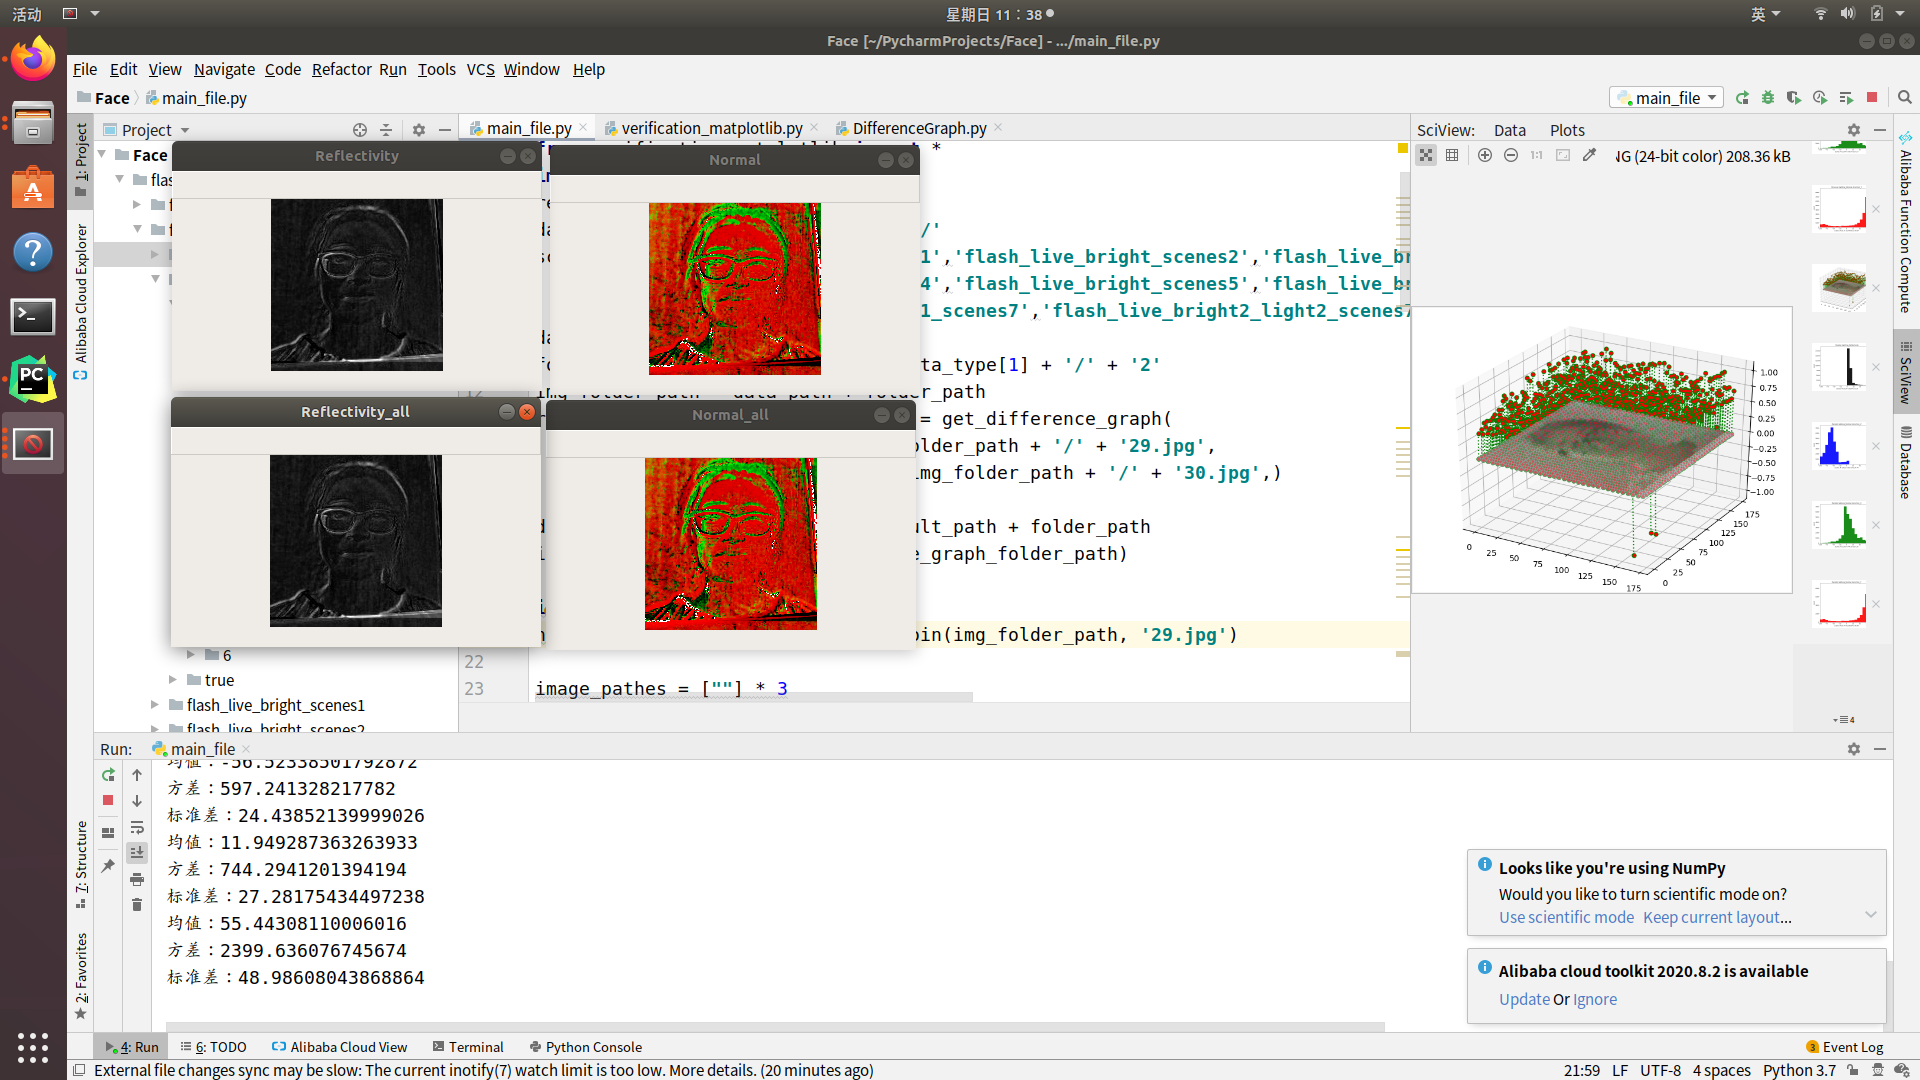 活动
星期日 11：38
英
Face [~/PycharmProjects/Face] - .../main_file.py
File Edit View Navigate Code Refactor Run Tools VCS Window Help
Face main_file.py
main_file
Project
main_file.py
verification_matplotlib.py
DifferenceGraph.py
SciView: Data Plots
1:1
NG (24-bit color) 208.36 kB
1: Project
Alibaba Cloud Explorer
7: Structure
2: Favorites
Alibaba Function Compute
SciView
Database
Face
flas
6
true
flash_live_bright_scenes1
flash_live_bright_scenes2
Reflectivity
Normal
Reflectivity_all
Normal_all
/'
1','flash_live_bright_scenes2','flash_live_br
4','flash_live_bright_scenes5','flash_live_b
1_scenes7','flash_live_bright2_light2_scenes7
ta_type[1] + '/' + '2'
= get_difference_graph(
older_path + '/' + '29.jpg',
img_folder_path + '/' + '30.jpg',)
ult_path + folder_path
e_graph_folder_path)
oin(img_folder_path, '29.jpg')
22
23 image_pathes = [""] * 3
1.00
0.75
0.50
0.25
0.00
−0.25
−0.50
−0.75
−1.00
0 25 50 75 100 125 150 175
0 25 50 75 100 125 150 175
4
Run: main_file
均值：-56.52338501792872
方差：597.241328217782
标准差：24.43852139999026
均值：11.949287363263933
方差：744.2941201394194
标准差：27.28175434497238
均值：55.44308110006016
方差：2399.636076745674
标准差：48.98608043868864
Looks like you're using NumPy
Would you like to turn scientific mode on?
Use scientific mode Keep current layout...
Alibaba cloud toolkit 2020.8.2 is available
Update Or Ignore
4: Run 6: TODO Alibaba Cloud View Terminal Python Console
3 Event Log
External file changes sync may be slow: The current inotify(7) watch limit is too low. More details. (20 minutes ago)
21:59 LF UTF-8 4 spaces Python 3.7